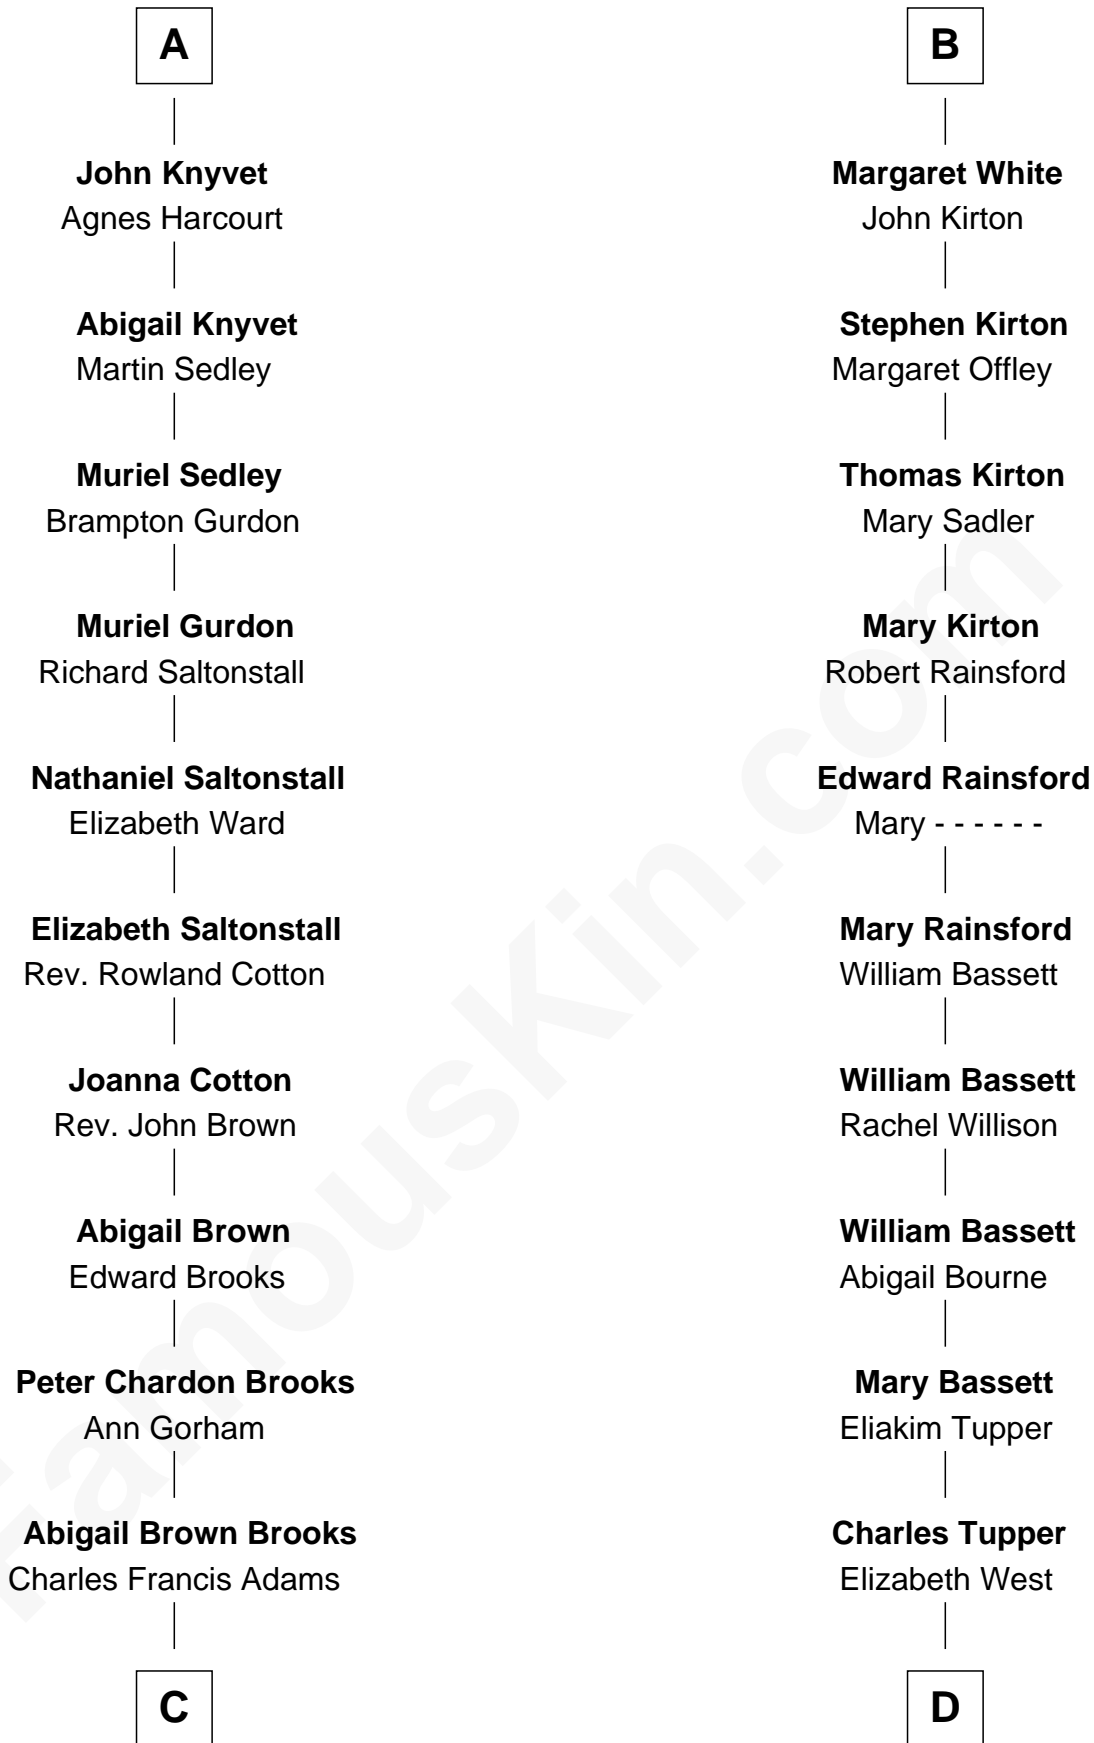 A
John Knyvet
Agnes Harcourt
Abigail Knyvet
Martin Sedley
Muriel Sedley
Brampton Gurdon
Muriel Gurdon
Richard Saltonstall
Nathaniel Saltonstall
Elizabeth Ward
Elizabeth Saltonstall
Rev. Rowland Cotton
Joanna Cotton
Rev. John Brown
Abigail Brown
Edward Brooks
Peter Chardon Brooks
Ann Gorham
Abigail Brown Brooks
Charles Francis Adams
C
B
Margaret White
John Kirton
Stephen Kirton
Margaret Offley
Thomas Kirton
Mary Sadler
Mary Kirton
Robert Rainsford
Edward Rainsford
Mary - - - - - -
Mary Rainsford
William Bassett
William Bassett
Rachel Willison
William Bassett
Abigail Bourne
Mary Bassett
Eliakim Tupper
Charles Tupper
Elizabeth West
D
FamousKin.com